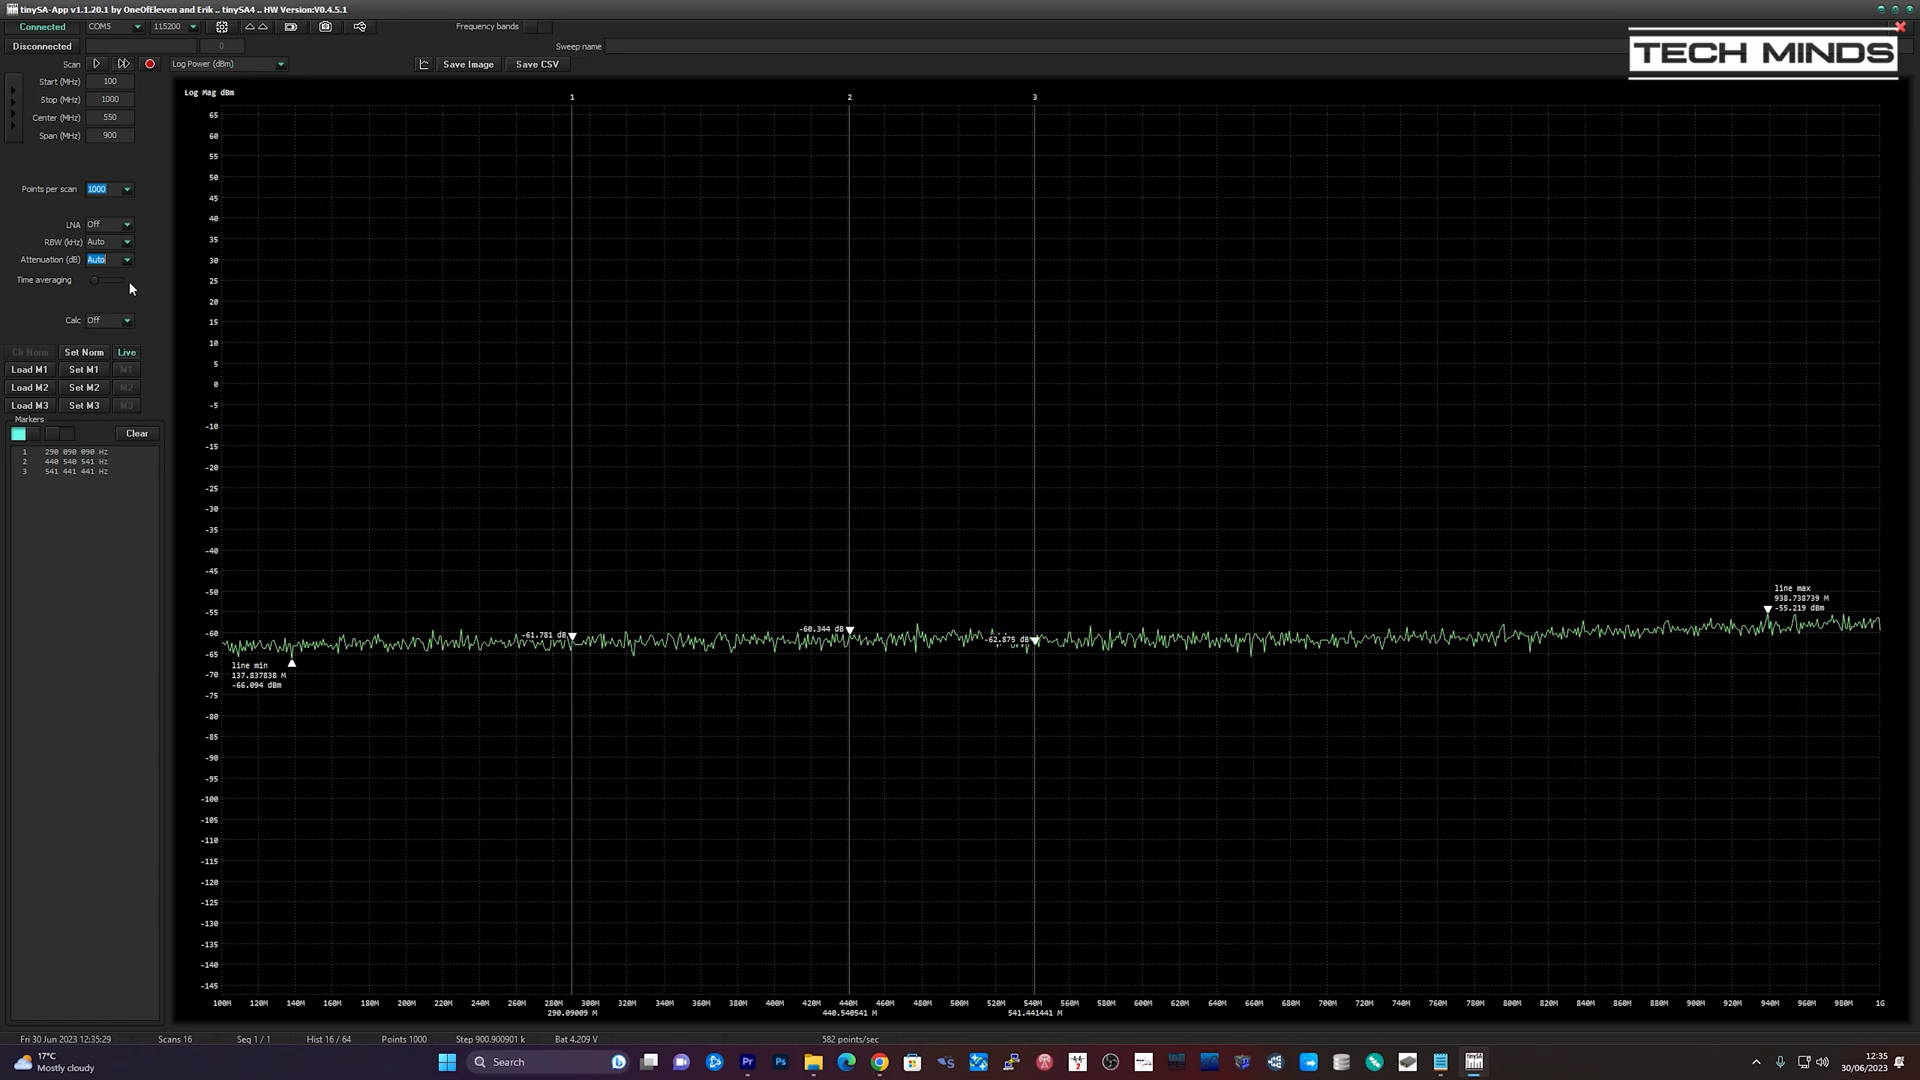 tinySA-App v1.1.20.1 by OneOfEleven and Erik .. tinySA4 .. HW Version:V0.4.5.1
Connected COM5 115200 Frequency bands
Disconnected 0 Sweep name
TECH MINDS
Scan Log Power (dBm) Save Image Save CSV
Start (MHz) 100
Stop (MHz) 1000
Center (MHz) 550
Span (MHz) 900
Points per scan 1000
LNA Off
RBW (kHz) Auto
Attenuation (dB) Auto
Time averaging
Calc Off
Clr Norm Set Norm Live
Load M1 Set M1 M1
Load M2 Set M2 M2
Load M3 Set M3 M3
Markers
Clear
1 290 090 090 Hz
2 440 540 541 Hz
3 541 441 441 Hz
Log Mag dBm
1 2 3
65
60
55
50
45
40
35
30
25
20
15
10
5
0
-5
-10
-15
-20
-25
-30
-35
-40
-45
-50
-55
-60
-65
-70
-75
-80
-85
-90
-95
-100
-105
-110
-115
-120
-125
-130
-135
-140
-145
line max
938.738739 M
-55.219 dBm
-61.781 dB
-60.344 dB
-62.875 dB
line min
137.837838 M
-66.094 dBm
100M 120M 140M 160M 180M 200M 220M 240M 260M 280M 300M 320M 340M 360M 380M 400M 420M 440M 460M 480M 500M 520M 540M 560M 580M 600M 620M 640M 660M 680M 700M 720M 740M 760M 780M 800M 820M 840M 860M 880M 900M 920M 940M 960M 980M 1G
290.09009 M 440.540541 M 541.441441 M
Fri 30 Jun 2023 12:35:29 Scans 16 Seq 1 / 1 Hist 16 / 64 Points 1000 Step 900.900901 k Bat 4.209 V 582 points/sec
17°C
Mostly cloudy
Search
12:35
30/06/2023